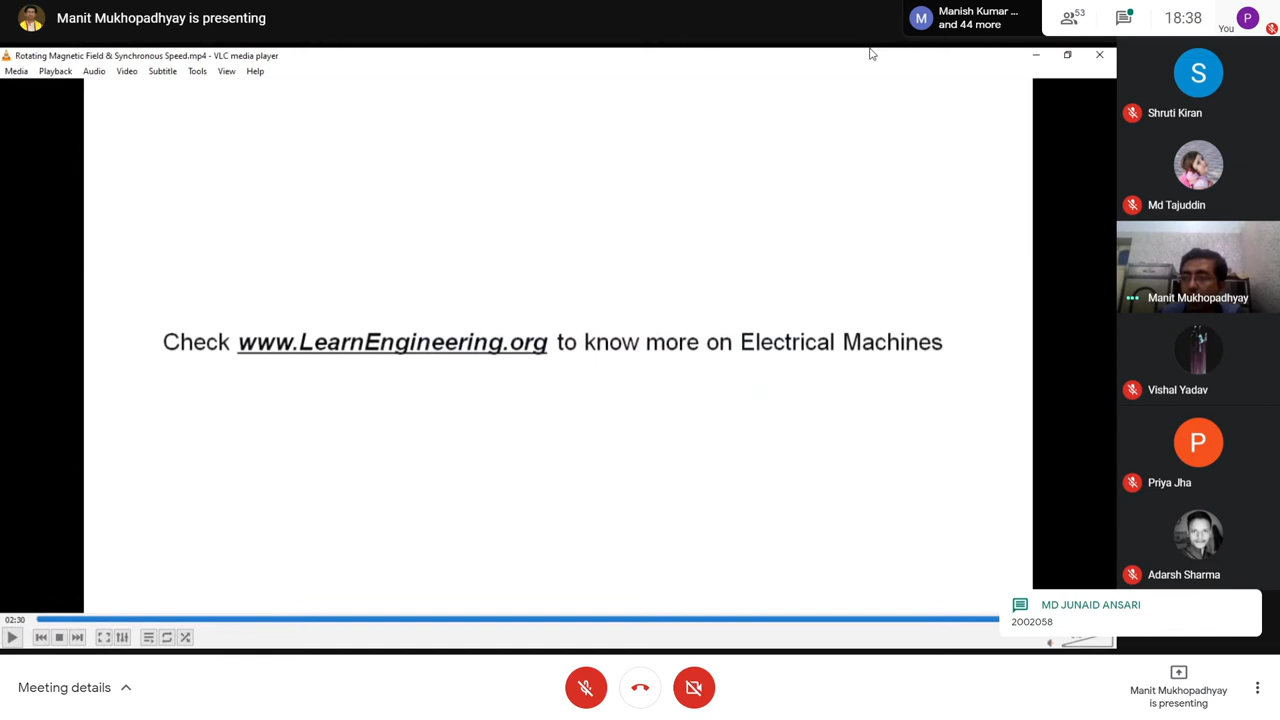 Manit Mukhopadhyay is presenting
M
Manish Kumar ...
and 44 more
53
18:38
You
P
Rotating Magnetic Field & Synchronous Speed.mp4 - VLC media player
Media Playback Audio Video Subtitle Tools View Help
S
Shruti Kiran
Md Tajuddin
Manit Mukhopadhyay
Check www.LearnEngineering.org to know more on Electrical Machines
Vishal Yadav
P
Priya Jha
Adarsh Sharma
MD JUNAID ANSARI
2002058
02:30
Meeting details
Manit Mukhopadhyay
is presenting